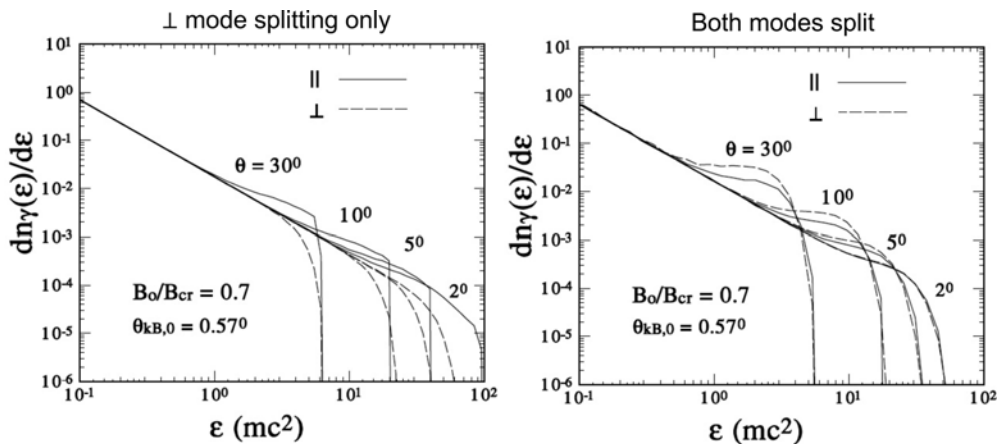 ⊥ mode splitting only
10¹
10⁰
10⁻¹
10⁻²
10⁻³
10⁻⁴
10⁻⁵
10⁻⁶
dnγ(ε)/dε
||
⊥
θ = 30⁰
10⁰
5⁰
2⁰
B₀/B_cr = 0.7
θ_kB,0 = 0.57⁰
10⁻¹ 10⁰ 10¹ 10²
ε (mc²)
Both modes split
10¹
10⁰
10⁻¹
10⁻²
10⁻³
10⁻⁴
10⁻⁵
10⁻⁶
dnγ(ε)/dε
||
⊥
θ = 30⁰
10⁰
5⁰
2⁰
B₀/B_cr = 0.7
θ_kB,0 = 0.57⁰
10⁻¹ 10⁰ 10¹ 10²
ε (mc²)